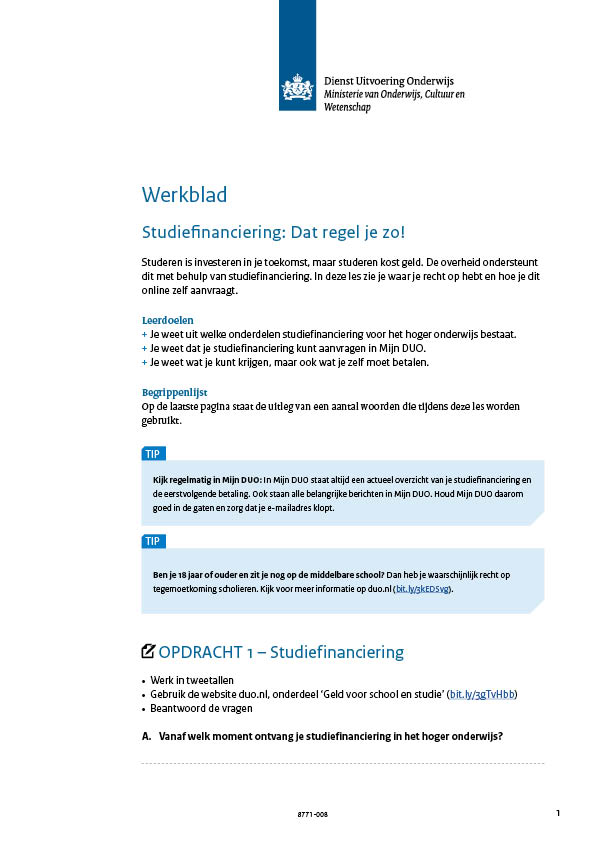 Dienst Uitvoering Onderwijs
Ministerie van Onderwijs, Cultuur en
Wetenschap
Werkblad
Studiefinanciering: Dat regel je zo!
Studeren is investeren in je toekomst, maar studeren kost geld. De overheid ondersteunt
dit met behulp van studiefinanciering. In deze les zie je waar je recht op hebt en hoe je dit
online zelf aanvraagt.
Leerdoelen
+ Je weet uit welke onderdelen studiefinanciering voor het hoger onderwijs bestaat.
+ Je weet dat je studiefinanciering kunt aanvragen in Mijn DUO.
+ Je weet wat je kunt krijgen, maar ook wat je zelf moet betalen.
Begrippenlijst
Op de laatste pagina staat de uitleg van een aantal woorden die tijdens deze les worden
gebruikt.
TIP
Kijk regelmatig in Mijn DUO: In Mijn DUO staat altijd een actueel overzicht van je studiefinanciering en
de eerstvolgende betaling. Ook staan alle belangrijke berichten in Mijn DUO. Houd Mijn DUO daarom
goed in de gaten en zorg dat je e-mailadres klopt.
TIP
Ben je 18 jaar of ouder en zit je nog op de middelbare school? Dan heb je waarschijnlijk recht op
tegemoetkoming scholieren. Kijk voor meer informatie op duo.nl (bit.ly/3kEDSvg).
OPDRACHT 1 – Studiefinanciering
• Werk in tweetallen
• Gebruik de website duo.nl, onderdeel ‘Geld voor school en studie’ (bit.ly/3gTvHbb)
• Beantwoord de vragen
A. Vanaf welk moment ontvang je studiefinanciering in het hoger onderwijs?
8771-008
1